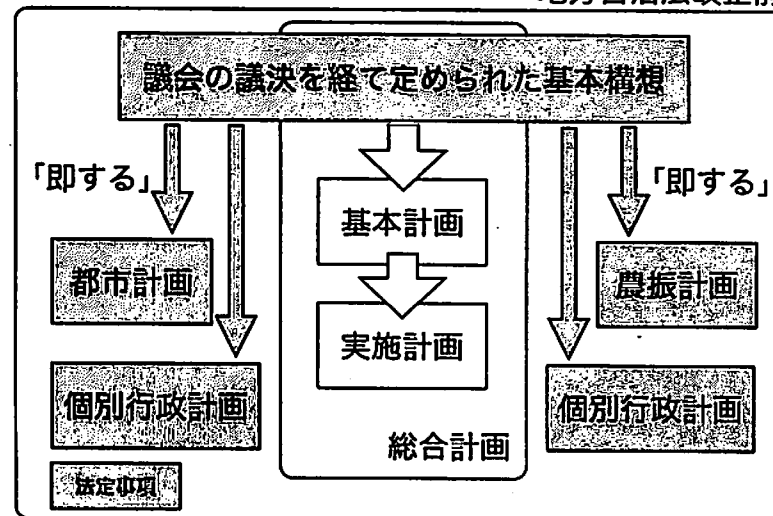 議会の議決を経て定められた基本構想
「即する」
「即する」
基本計画
都市計画
農振計画
実施計画
個別行政計画
個別行政計画
総合計画
法定事項